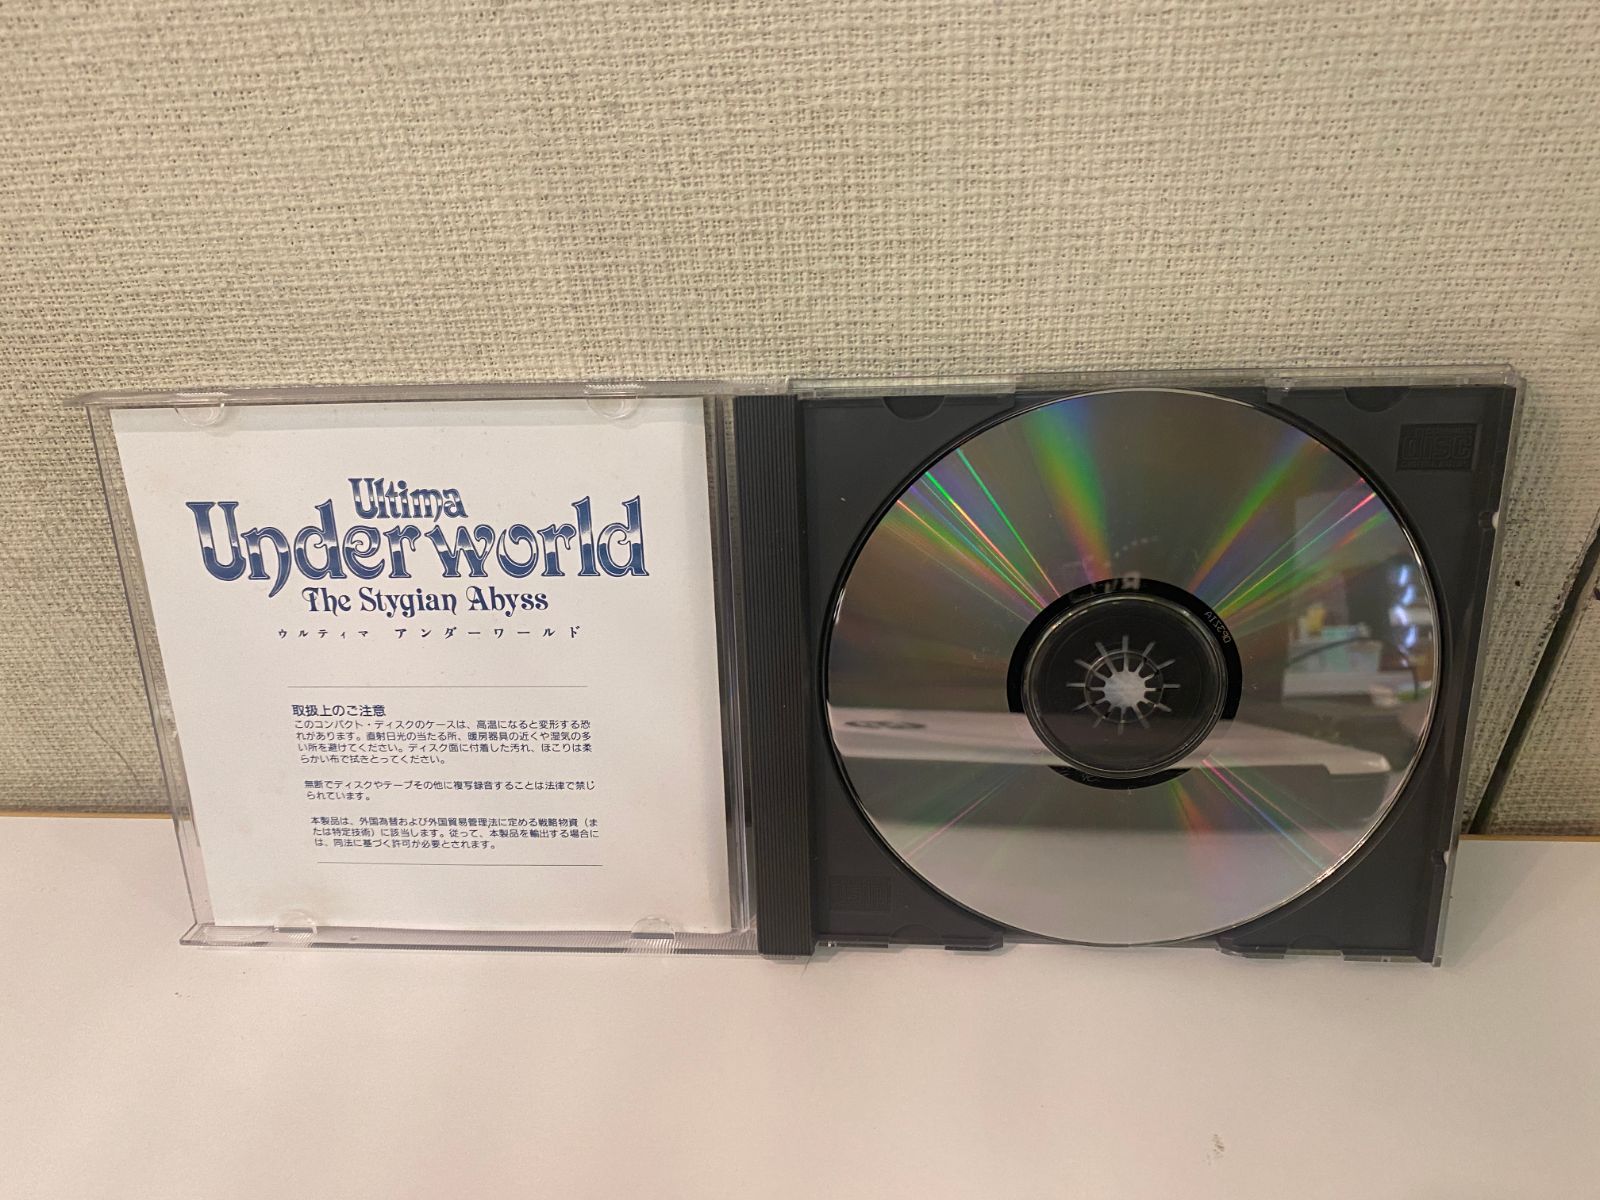 Ultima
Underworld
The Stygian Abyss
ウルティマ アンダーワールド
取扱上のご注意
このコンパクト・ディスクのケースは、高温になると変形する恐
れがあります。直射日光の当たる所、暖房器具の近くや湿気の多
い所を避けてください。ディスク面に付着した汚れ、ほこりは柔
らかい布で拭きとってください。
無断でディスクやテープその他に複写録音することは法律で禁じ
られています。
本製品は、外国為替および外国貿易管理法に定める戦略物資（ま
たは特定技術）に該当します。従って、本製品を輸出する場合に
は、同法に基づく許可が必要とされます。
disc